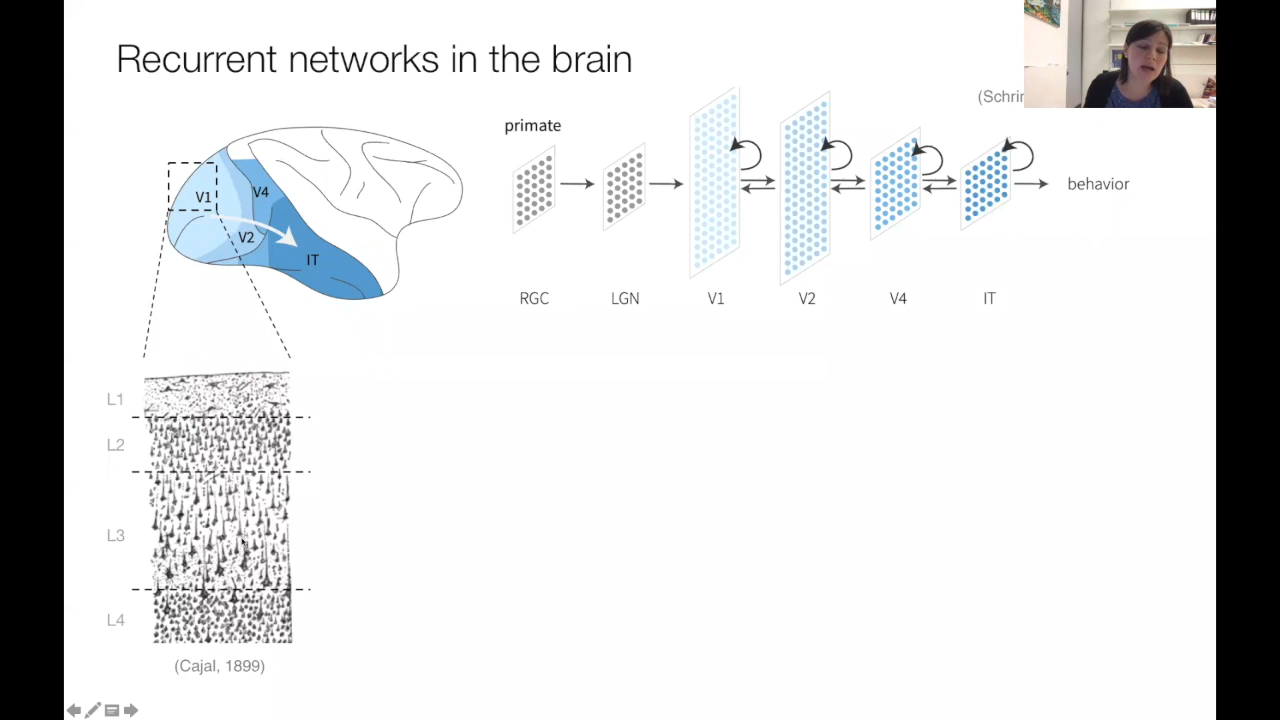 Recurrent networks in the brain
(Schrim
primate
V1
V4
V2
IT
behavior
RGC LGN V1 V2 V4 IT
L1
L2
L3
L4
(Cajal, 1899)